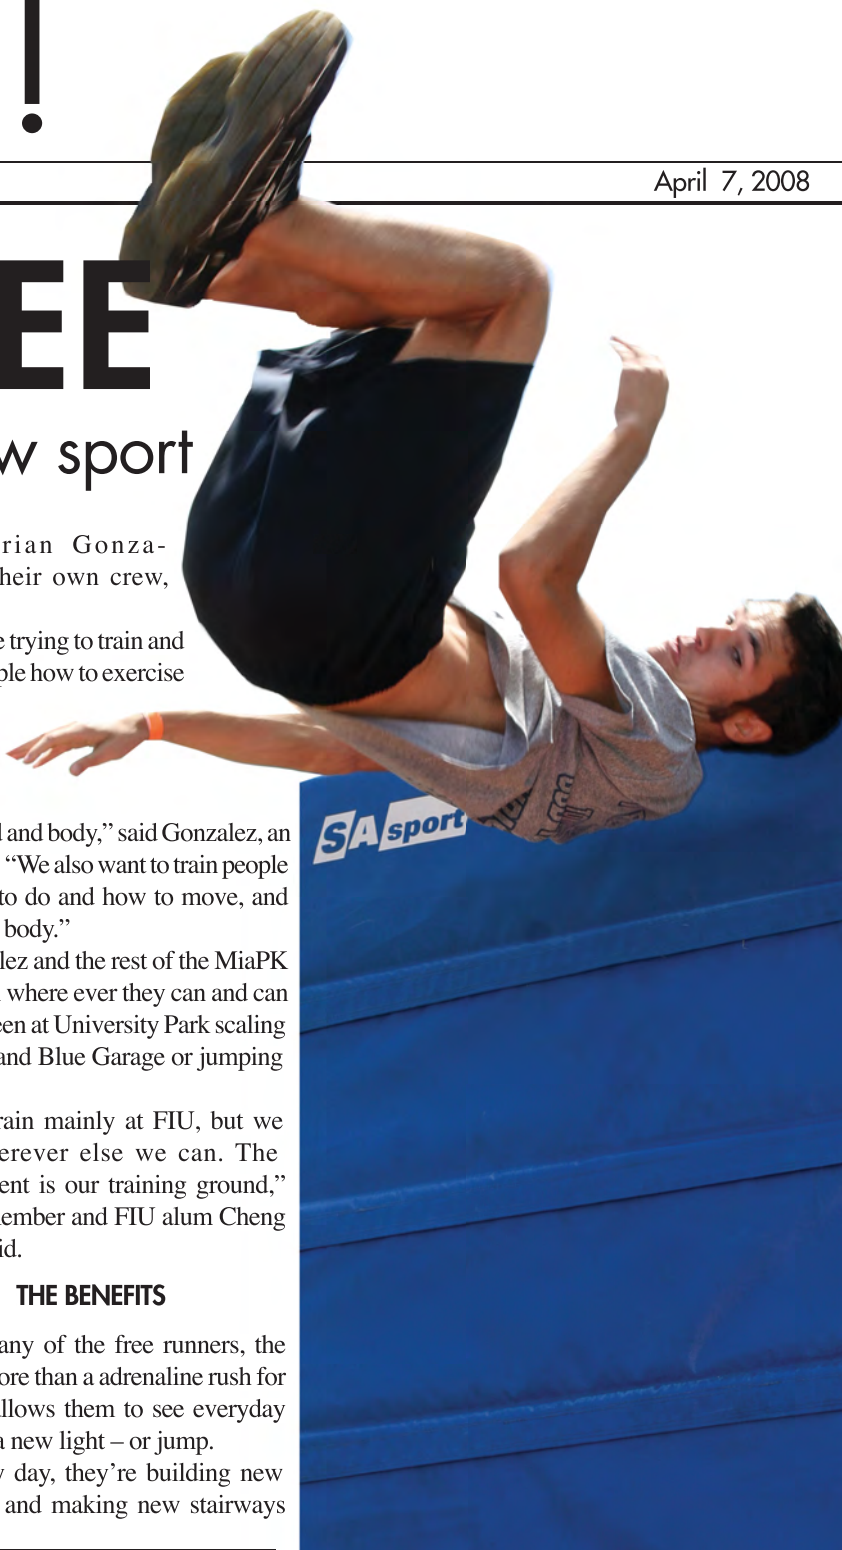 !
April 7, 2008
EE
w sport
rian Gonza-
heir own crew,
e trying to train and
ple how to exercise
SA sport
d and body,” said Gonzalez, an
“We also want to train people
to do and how to move, and
body.”
lez and the rest of the MiaPK
where ever they can and can
een at University Park scaling
and Blue Garage or jumping
rain mainly at FIU, but we
erever else we can. The
ent is our training ground,”
ember and FIU alum Cheng
id.
THE BENEFITS
any of the free runners, the
ore than a adrenaline rush for
llows them to see everyday
a new light – or jump.
y day, they’re building new
and making new stairways